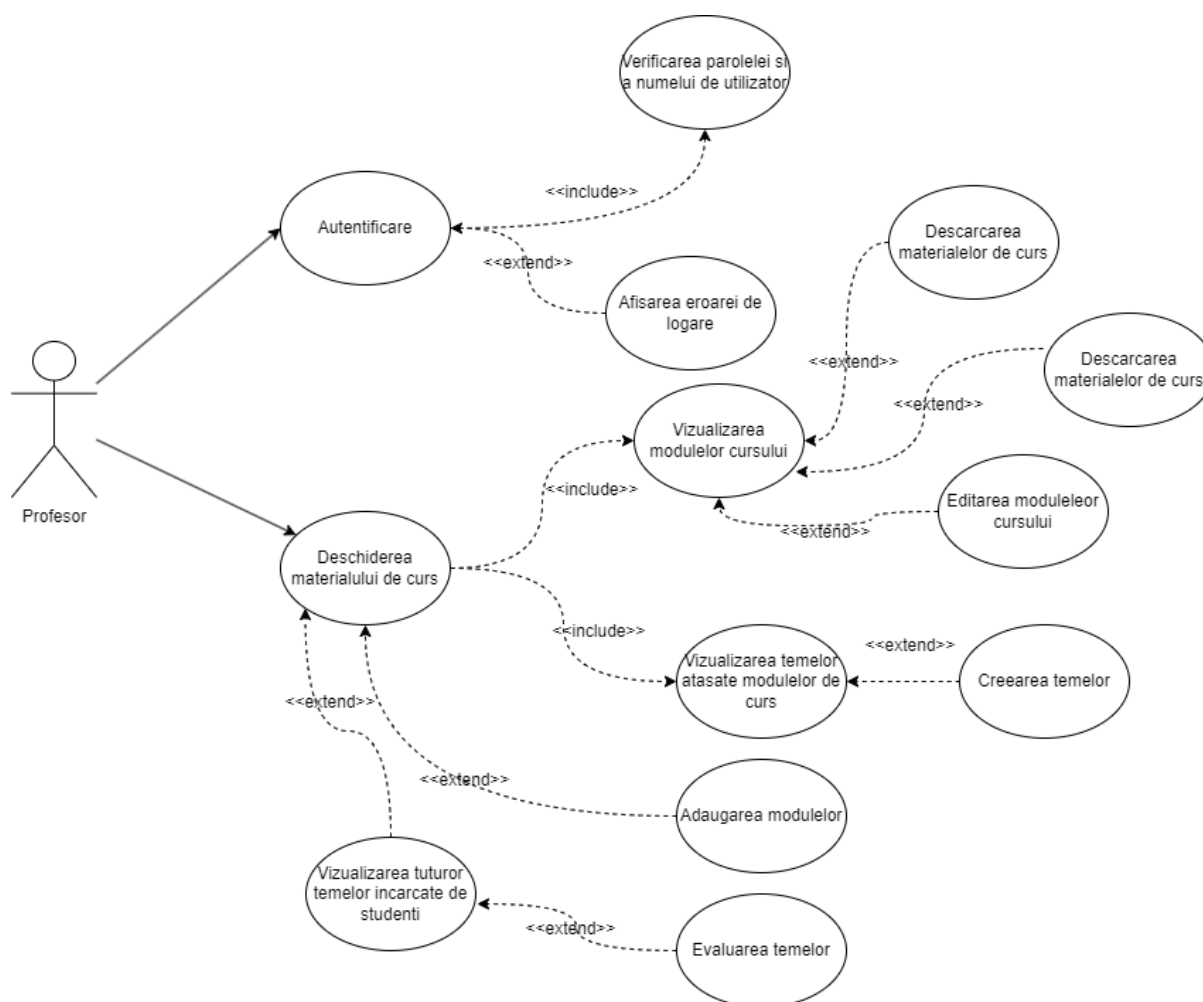 Verificarea parolelei si
a numelui de utilizator
<<include>>
Autentificare
Descarcarea
materialelor de curs
<<extend>>
Afisarea eroarei de
logare
<<extend>>
Descarcarea
materialelor de curs
<<extend>>
Vizualizarea
modulelor cursului
<<include>>
Editarea moduleleor
cursului
<<extend>>
Profesor
Deschiderea
materialului de curs
<<include>>
<<extend>>
Vizualizarea temelor
atasate modulelor de
curs
Creearea temelor
<<extend>>
<<extend>>
Adaugarea modulelor
Vizualizarea tuturor
temelor incarcate de
studenti
<<extend>>
Evaluarea temelor